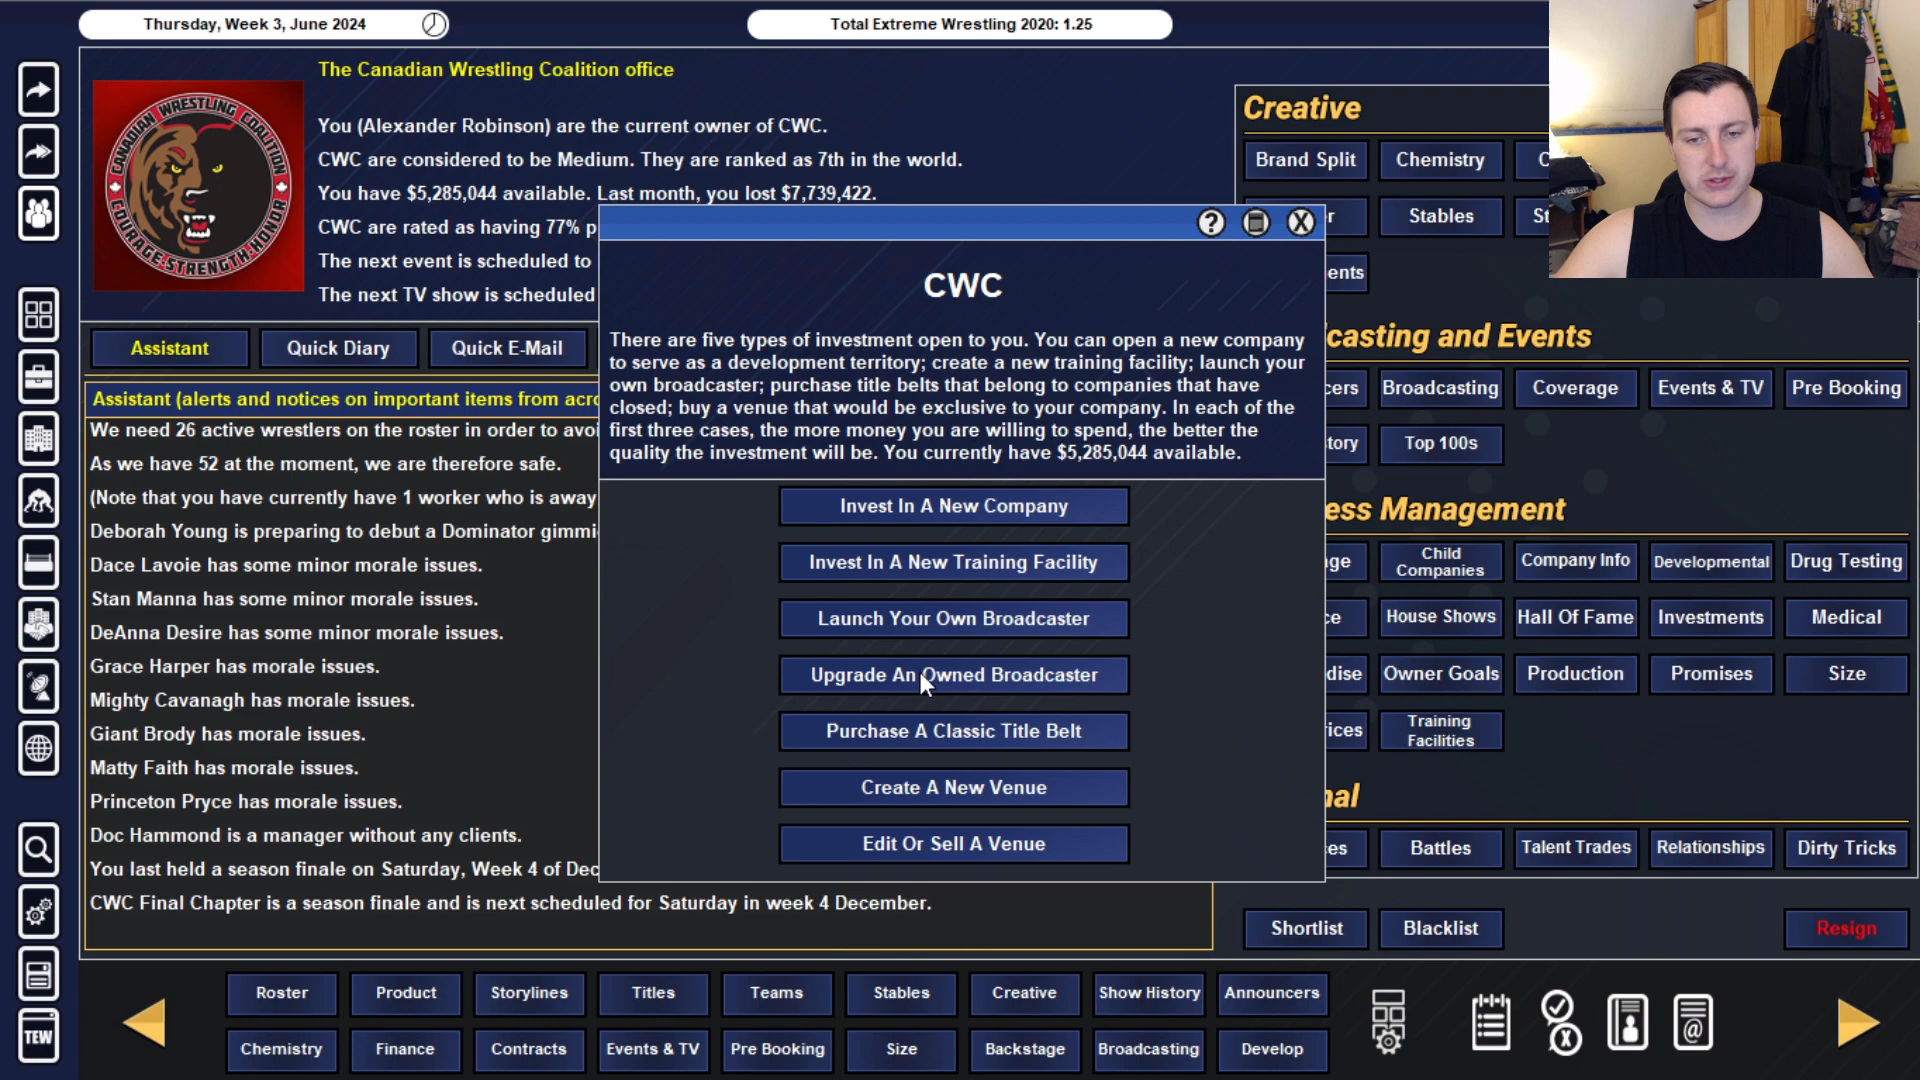 Thursday, Week 3, June 2024
Total Extreme Wrestling 2020: 1.25
The Canadian Wrestling Coalition office
CANADIAN WRESTLING COALITION
COURAGE·STRENGTH·HONOR
You (Alexander Robinson) are the current owner of CWC.
CWC are considered to be Medium. They are ranked as 7th in the world.
You have $5,285,044 available. Last month, you lost $7,739,422.
CWC are rated as having 77% p
The next event is scheduled to
The next TV show is scheduled
Creative
Brand Split
Chemistry
Stables
St
ents
Assistant
Quick Diary
Quick E-Mail
Assistant (alerts and notices on important items from acro
We need 26 active wrestlers on the roster in order to avoi
As we have 52 at the moment, we are therefore safe.
(Note that you have currently have 1 worker who is away
Deborah Young is preparing to debut a Dominator gimmi
Dace Lavoie has some minor morale issues.
Stan Manna has some minor morale issues.
DeAnna Desire has some minor morale issues.
Grace Harper has morale issues.
Mighty Cavanagh has morale issues.
Giant Brody has morale issues.
Matty Faith has morale issues.
Princeton Pryce has morale issues.
Doc Hammond is a manager without any clients.
You last held a season finale on Saturday, Week 4 of Dec
CWC Final Chapter is a season finale and is next scheduled for Saturday in week 4 December.
CWC
There are five types of investment open to you. You can open a new company
to serve as a development territory; create a new training facility; launch your
own broadcaster; purchase title belts that belong to companies that have
closed; buy a venue that would be exclusive to your company. In each of the
first three cases, the more money you are willing to spend, the better the
quality the investment will be. You currently have $5,285,044 available.
Invest In A New Company
Invest In A New Training Facility
Launch Your Own Broadcaster
Upgrade An Owned Broadcaster
Purchase A Classic Title Belt
Create A New Venue
Edit Or Sell A Venue
casting and Events
cers
Broadcasting
Coverage
Events & TV
Pre Booking
tory
Top 100s
ess Management
ge
Child Companies
Company Info
Developmental
Drug Testing
ce
House Shows
Hall Of Fame
Investments
Medical
dise
Owner Goals
Production
Promises
Size
ices
Training Facilities
nal
es
Battles
Talent Trades
Relationships
Dirty Tricks
Shortlist
Blacklist
Resign
Roster
Product
Storylines
Titles
Teams
Stables
Creative
Show History
Announcers
Chemistry
Finance
Contracts
Events & TV
Pre Booking
Size
Backstage
Broadcasting
Develop
TEW